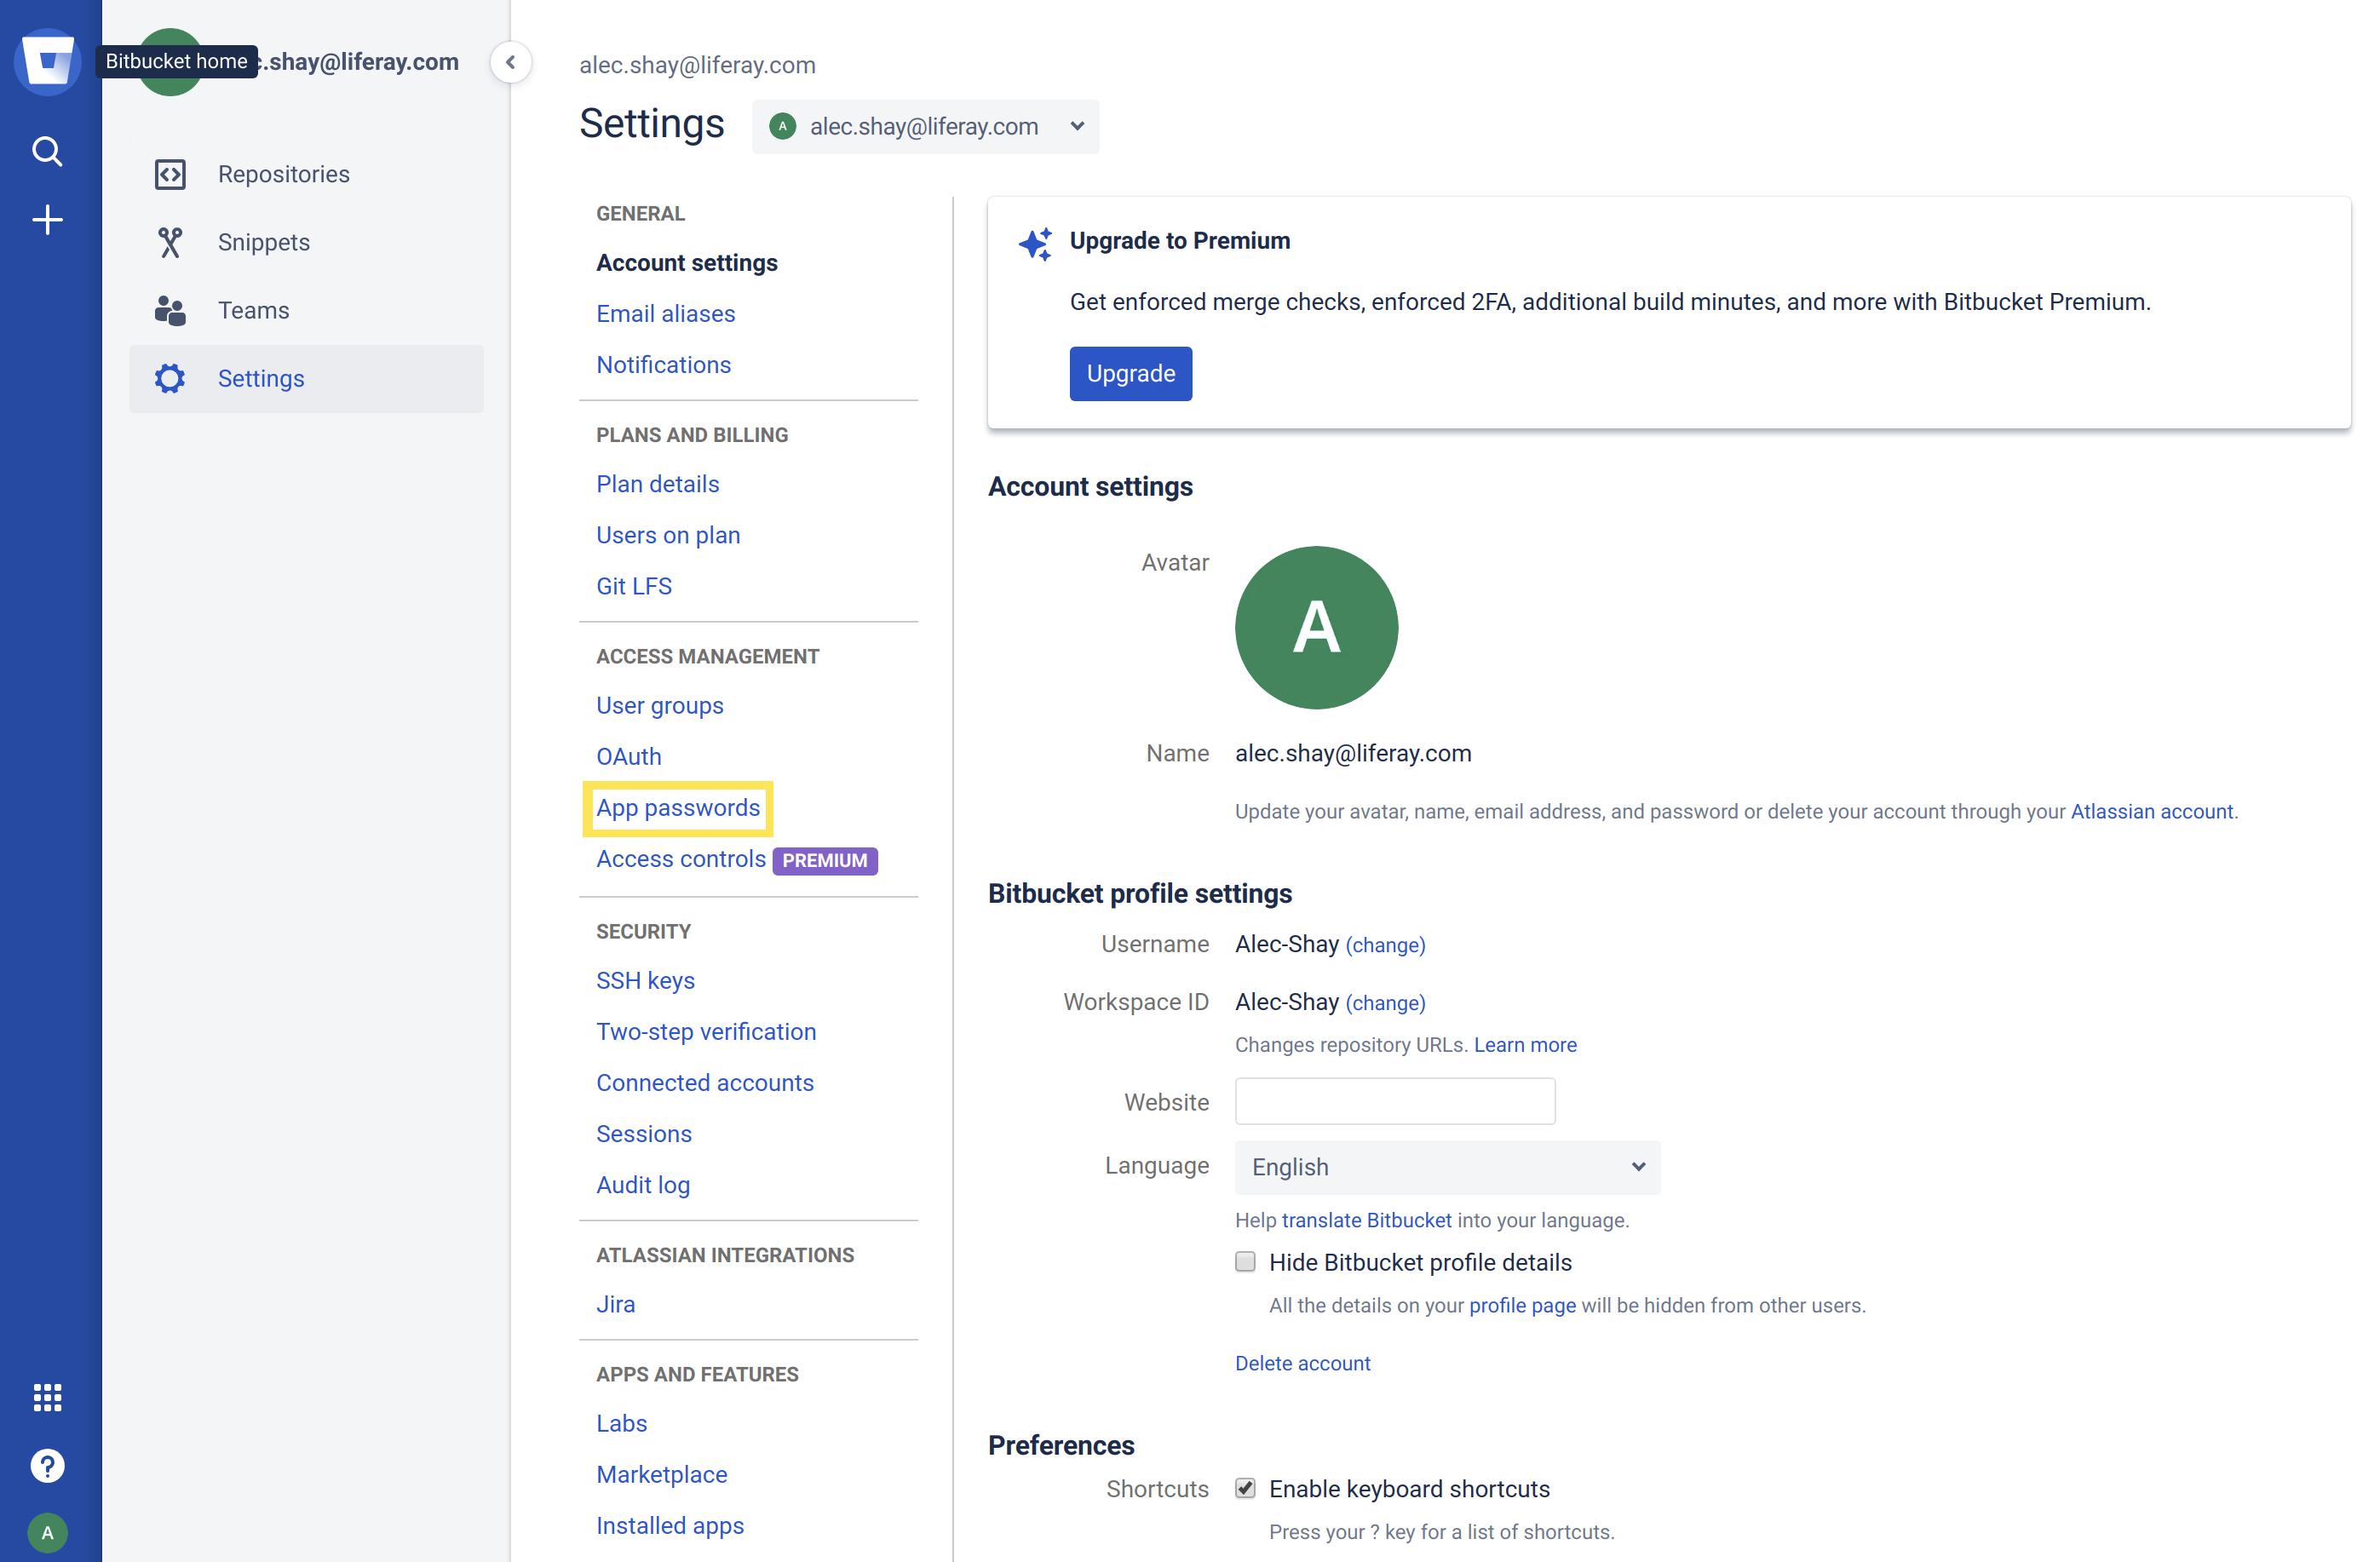 Bitbucket home
c.shay@liferay.com
Repositories
Snippets
Teams
Settings
A
alec.shay@liferay.com
Settings
A alec.shay@liferay.com
GENERAL
Account settings
Email aliases
Notifications
PLANS AND BILLING
Plan details
Users on plan
Git LFS
ACCESS MANAGEMENT
User groups
OAuth
App passwords
Access controls PREMIUM
SECURITY
SSH keys
Two-step verification
Connected accounts
Sessions
Audit log
ATLASSIAN INTEGRATIONS
Jira
APPS AND FEATURES
Labs
Marketplace
Installed apps
Upgrade to Premium
Get enforced merge checks, enforced 2FA, additional build minutes, and more with Bitbucket Premium.
Upgrade
Account settings
Avatar
A
Name alec.shay@liferay.com
Update your avatar, name, email address, and password or delete your account through your Atlassian account.
Bitbucket profile settings
Username Alec-Shay (change)
Workspace ID Alec-Shay (change)
Changes repository URLs. Learn more
Website
Language English
Help translate Bitbucket into your language.
Hide Bitbucket profile details
All the details on your profile page will be hidden from other users.
Delete account
Preferences
Shortcuts Enable keyboard shortcuts
Press your ? key for a list of shortcuts.